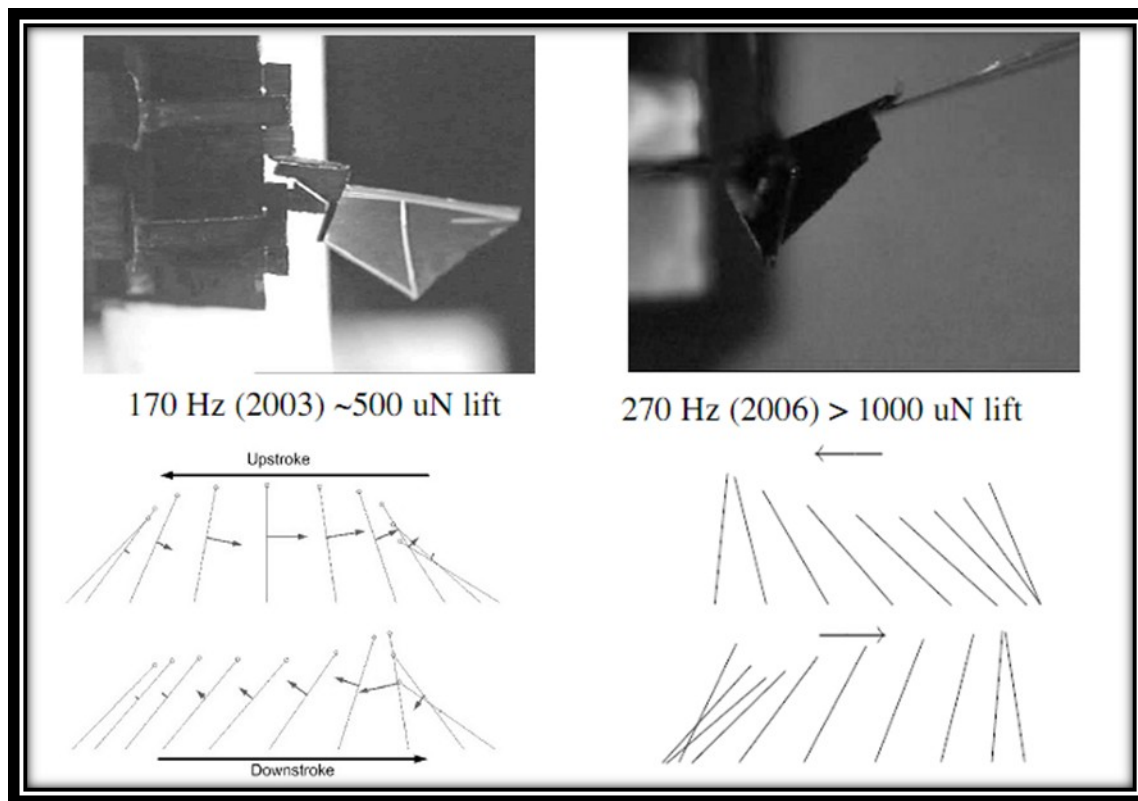 170 Hz (2003) ~500 uN lift
270 Hz (2006) > 1000 uN lift
Upstroke
Downstroke